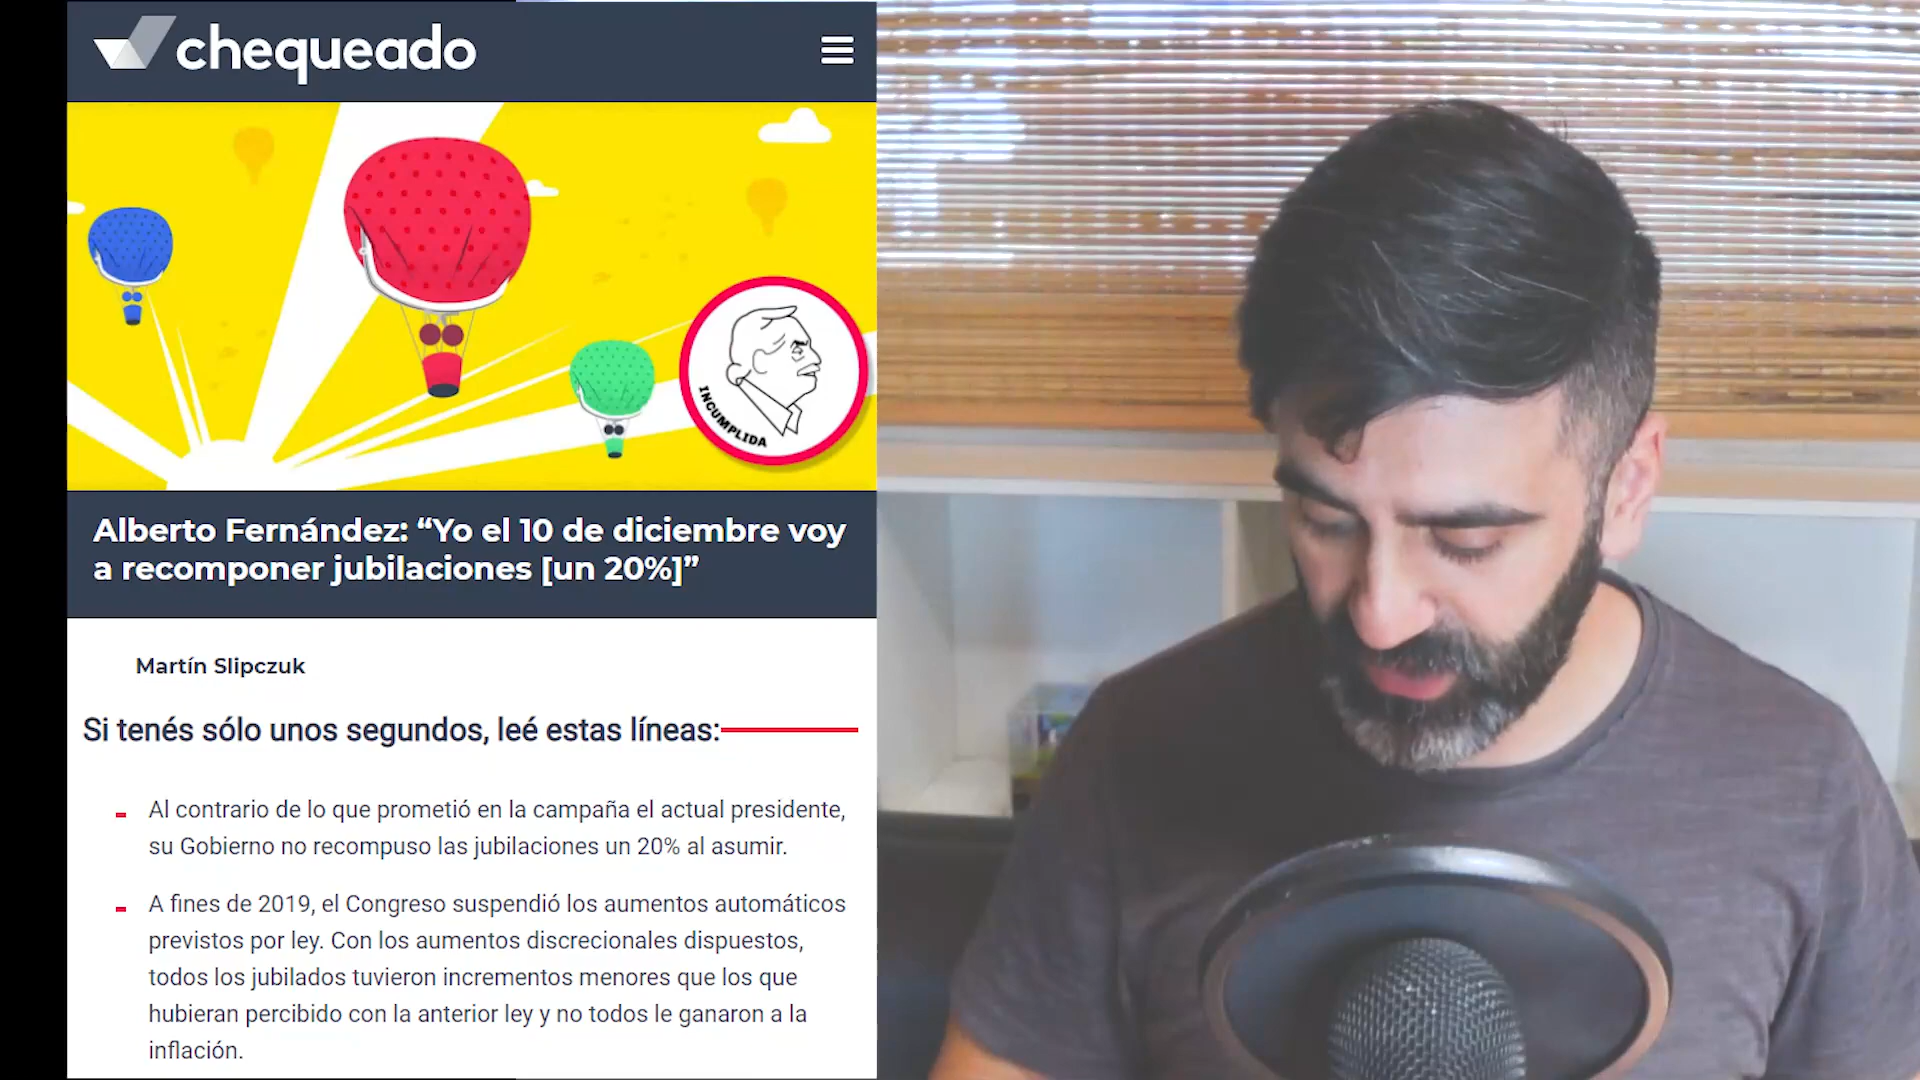 chequeado
INCUMPLIDA
Alberto Fernández: “Yo el 10 de diciembre voy
a recomponer jubilaciones [un 20%]”
Martín Slipczuk
Si tenés sólo unos segundos, leé estas líneas:
Al contrario de lo que prometió en la campaña el actual presidente,
su Gobierno no recompuso las jubilaciones un 20% al asumir.
A fines de 2019, el Congreso suspendió los aumentos automáticos
previstos por ley. Con los aumentos discrecionales dispuestos,
todos los jubilados tuvieron incrementos menores que los que
hubieran percibido con la anterior ley y no todos le ganaron a la
inflación.